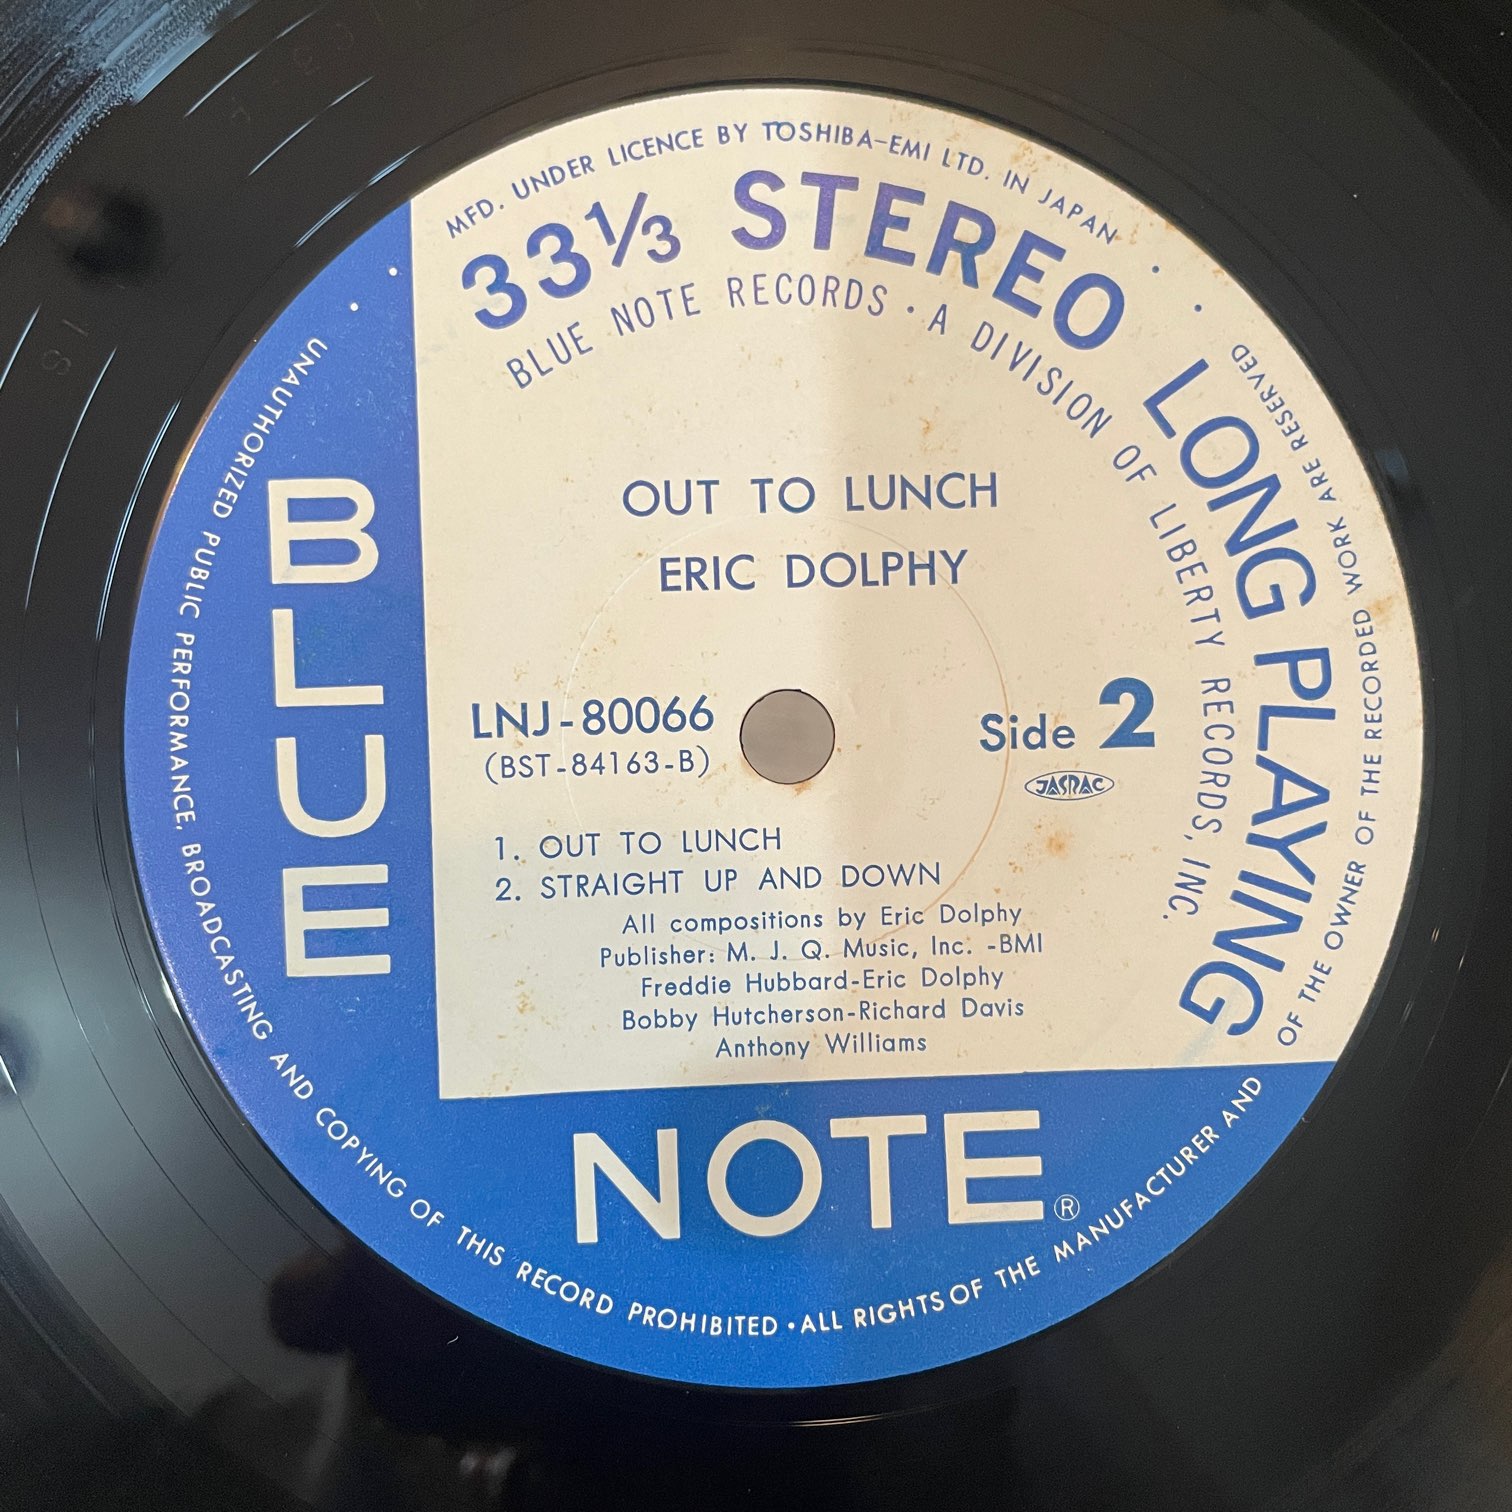 MFD. UNDER LICENCE BY TOSHIBA-EMI LTD. IN JAPAN
33⅓ STEREO LONG PLAYING
BLUE NOTE RECORDS · A DIVISION OF LIBERTY RECORDS, INC.
OUT TO LUNCH
ERIC DOLPHY
LNJ-80066
(BST-84163-B)
Side 2
JASRAC
1. OUT TO LUNCH
2. STRAIGHT UP AND DOWN
All compositions by Eric Dolphy
Publisher: M. J. Q. Music, Inc. -BMI
Freddie Hubbard-Eric Dolphy
Bobby Hutcherson-Richard Davis
Anthony Williams
BLUE
NOTE®
UNAUTHORIZED PUBLIC PERFORMANCE, BROADCASTING AND COPYING OF THIS RECORD PROHIBITED · ALL RIGHTS OF THE MANUFACTURER AND OF THE OWNER OF THE RECORDED WORK ARE RESERVED